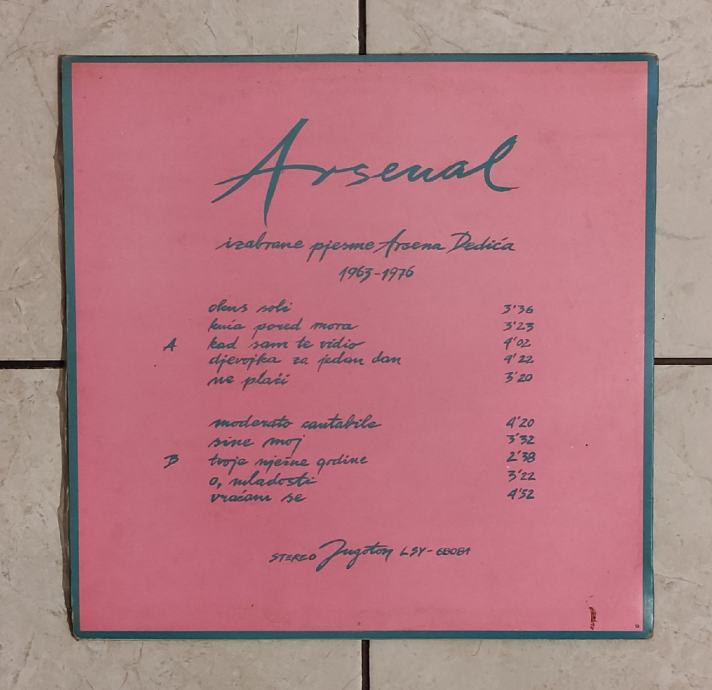 Arsenal
izabrane pjesme Arsena Dedića
1963-1976
okus soli 3'36
kuća pored mora 3'23
A kad sam te vidio 4'02
djevojka za jedan dan 4'22
ne plači 3'20
moderato cantabile 4'20
sine moj 3'32
B tvoje nježne godine 2'38
o, mladosti 3'22
vraćam se 4'52
STEREO Jugoton LSY-68081